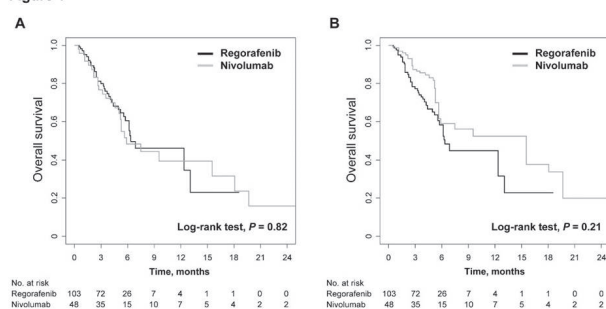 A
Overall survival
1.0
0.8
0.6
0.4
0.2
0
Regorafenib
Nivolumab
Log-rank test, P = 0.82
0 3 6 9 12 15 18 21 24
Time, months
No. at risk
Regorafenib 103 72 26 7 4 1 1 0 0
Nivolumab 48 35 15 10 7 5 4 2 2
B
Overall survival
1.0
0.8
0.6
0.4
0.2
0
Regorafenib
Nivolumab
Log-rank test, P = 0.21
0 3 6 9 12 15 18 21 24
Time, months
No. at risk
Regorafenib 103 72 26 7 4 1 1 0 0
Nivolumab 48 35 15 10 7 5 4 2 2